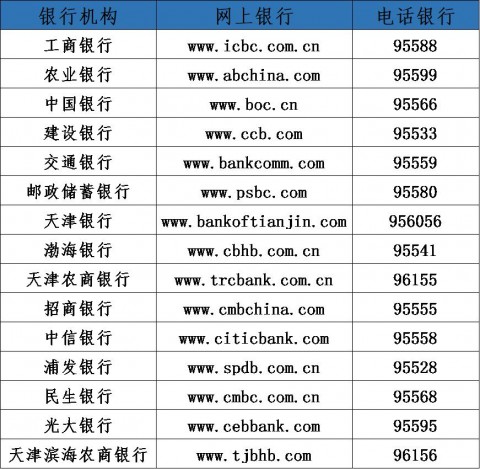 银行机构 网上银行 电话银行
工商银行 www.icbc.com.cn 95588
农业银行 www.abchina.com 95599
中国银行 www.boc.cn 95566
建设银行 www.ccb.com 95533
交通银行 www.bankcomm.com 95559
邮政储蓄银行 www.psbc.com 95580
天津银行 www.bankoftianjin.com 956056
渤海银行 www.cbhb.com.cn 95541
天津农商银行 www.trcbank.com.cn 96155
招商银行 www.cmbchina.com 95555
中信银行 www.citicbank.com 95558
浦发银行 www.spdb.com.cn 95528
民生银行 www.cmbc.com.cn 95568
光大银行 www.cebbank.com 95595
天津滨海农商银行 www.tjbhb.com 96156